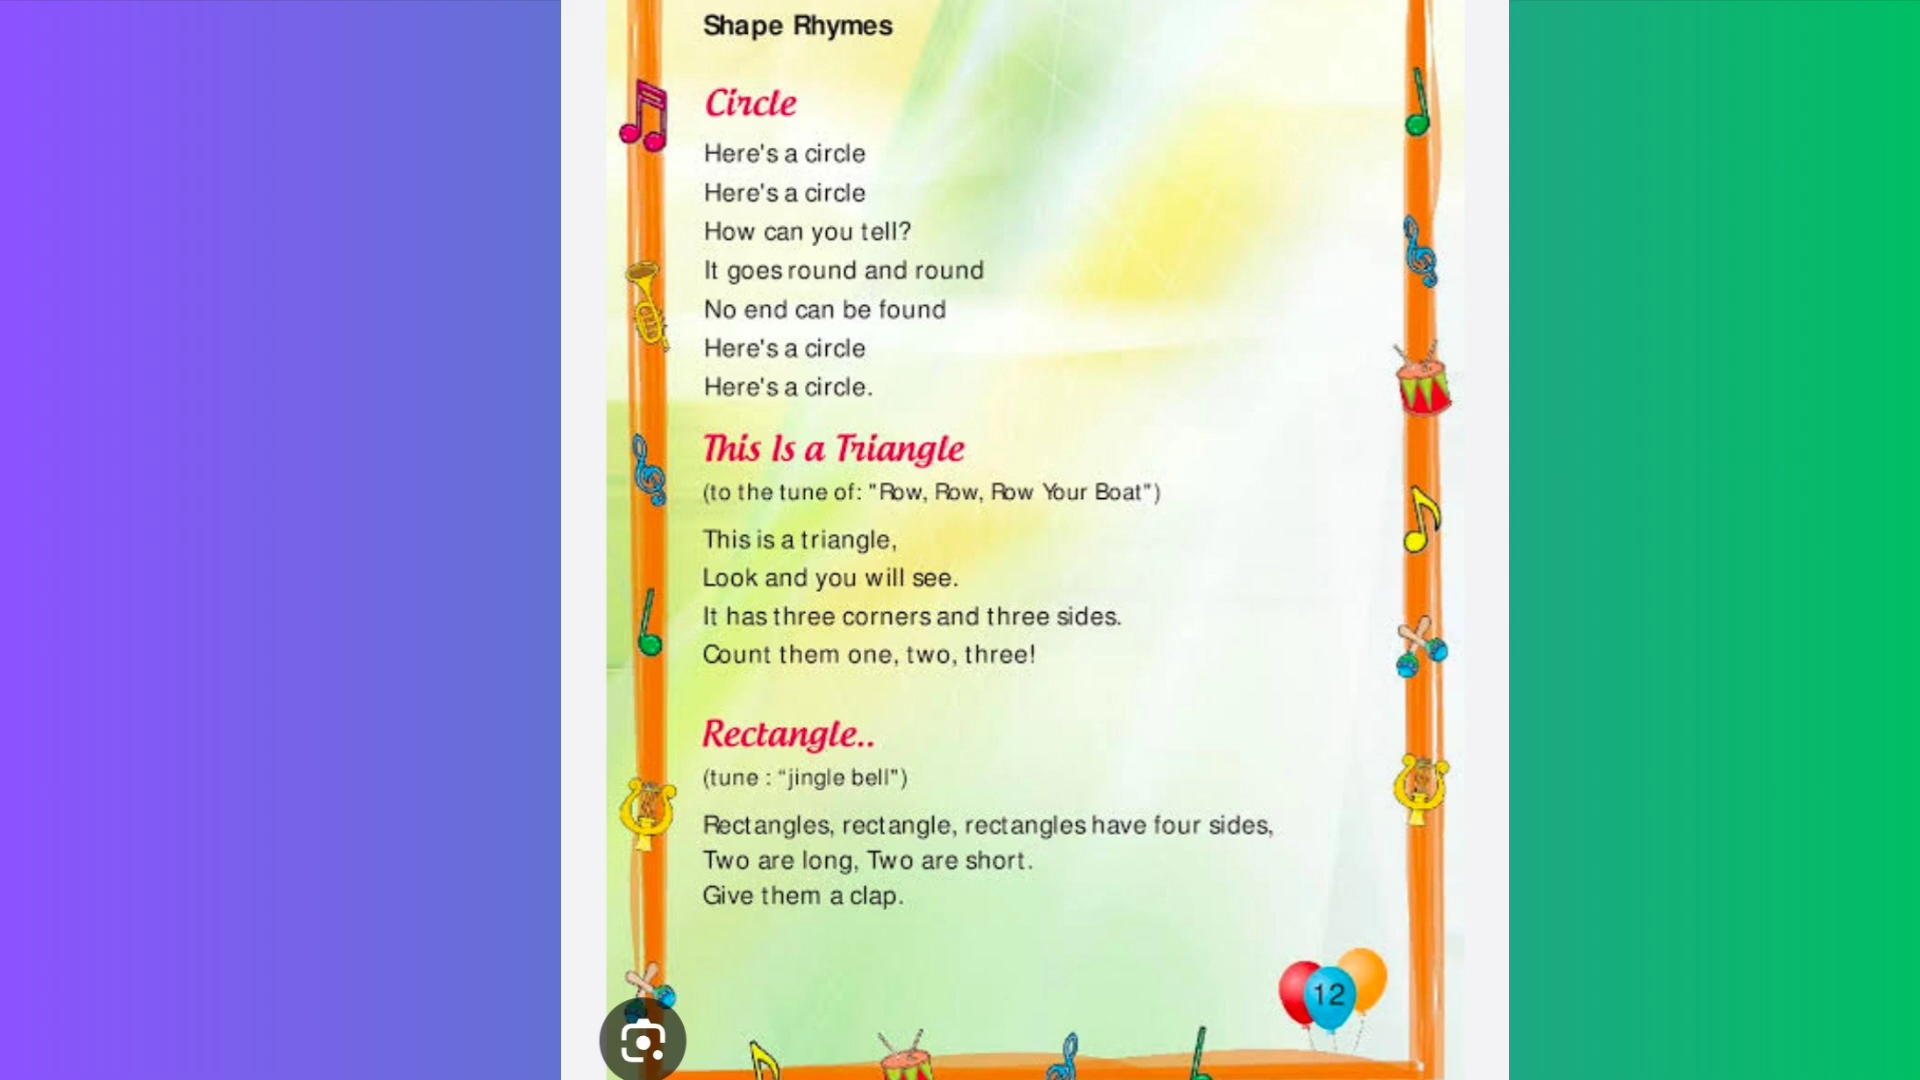 Shape Rhymes
Circle
Here's a circle
Here's a circle
How can you tell?
It goes round and round
No end can be found
Here's a circle
Here's a circle.
This Is a Triangle
(to the tune of: "Row, Row, Row Your Boat")
This is a triangle,
Look and you will see.
It has three corners and three sides.
Count them one, two, three!
Rectangle..
(tune : "jingle bell")
Rectangles, rectangle, rectangles have four sides,
Two are long, Two are short.
Give them a clap.
12